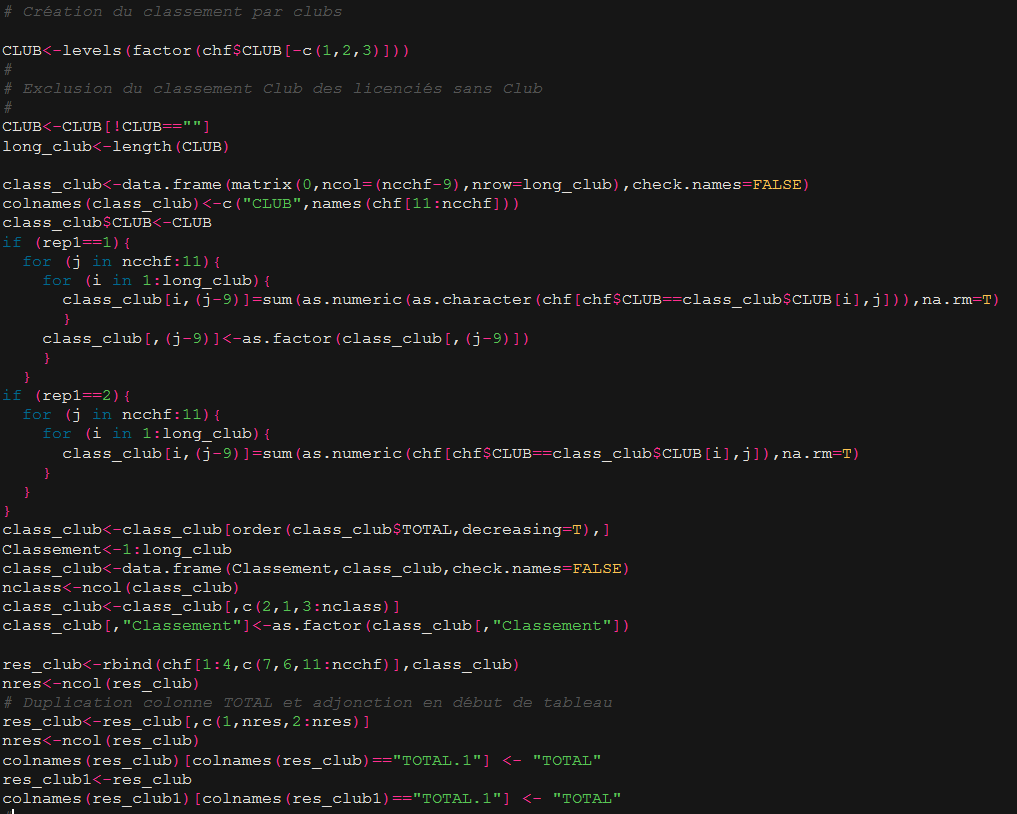 # Création du classement par clubs
CLUB<-levels(factor(chf$CLUB[-c(1,2,3)]))
#
# Exclusion du classement Club des licenciés sans Club
#
CLUB<-CLUB[!CLUB==""]
long_club<-length(CLUB)
class_club<-data.frame(matrix(0,ncol=(ncchf-9),nrow=long_club),check.names=FALSE)
colnames(class_club)<-c("CLUB",names(chf[11:ncchf]))
class_club$CLUB<-CLUB
if (rep1==1){
  for (j in ncchf:11){
    for (i in 1:long_club){
      class_club[i,(j-9)]=sum(as.numeric(as.character(chf[chf$CLUB==class_club$CLUB[i],j])),na.rm=T)
      }
    class_club[,(j-9)]<-as.factor(class_club[,(j-9)])
    }
  }
if (rep1==2){
  for (j in ncchf:11){
    for (i in 1:long_club){
      class_club[i,(j-9)]=sum(as.numeric(chf[chf$CLUB==class_club$CLUB[i],j]),na.rm=T)
    }
  }
}
class_club<-class_club[order(class_club$TOTAL,decreasing=T),]
Classement<-1:long_club
class_club<-data.frame(Classement,class_club,check.names=FALSE)
nclass<-ncol(class_club)
class_club<-class_club[,c(2,1,3:nclass)]
class_club[,"Classement"]<-as.factor(class_club[,"Classement"])
res_club<-rbind(chf[1:4,c(7,6,11:ncchf)],class_club)
nres<-ncol(res_club)
# Duplication colonne TOTAL et adjonction en début de tableau
res_club<-res_club[,c(1,nres,2:nres)]
nres<-ncol(res_club)
colnames(res_club)[colnames(res_club)=="TOTAL.1"] <- "TOTAL"
res_club1<-res_club
colnames(res_club1)[colnames(res_club1)=="TOTAL.1"] <- "TOTAL"